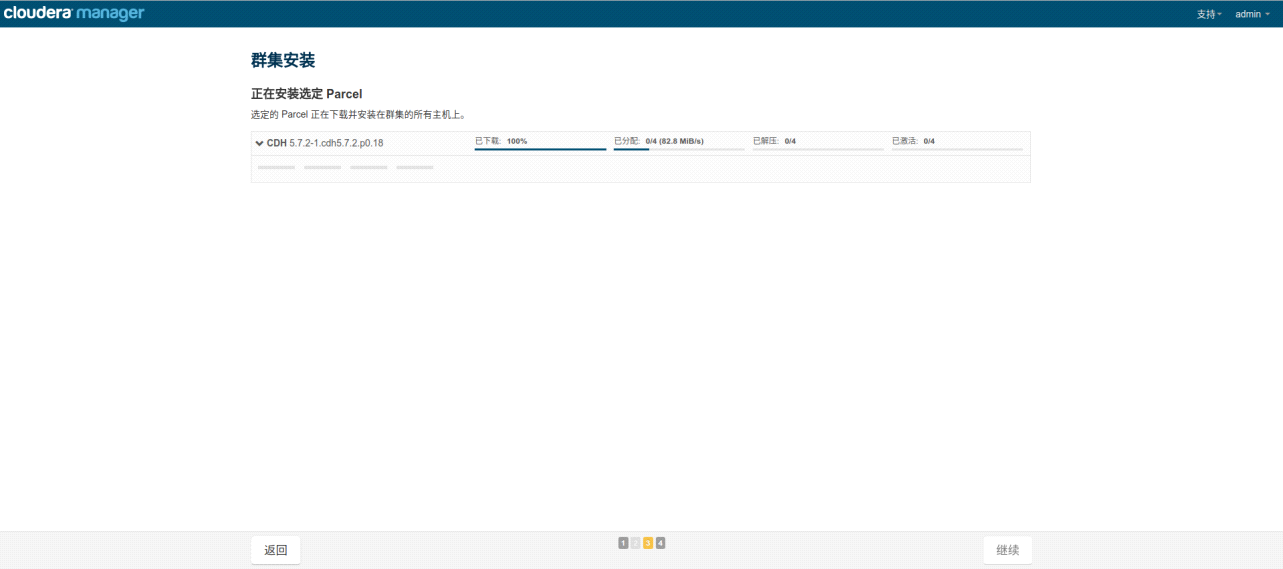 cloudera manager 支持 admin
群集安装
正在安装选定 Parcel
选定的 Parcel 正在下载并安装在群集的所有主机上。
CDH 5.7.2-1.cdh5.7.2.p0.18 已下载: 100% 已分配: 0/4 (82.8 MiB/s) 已解压: 0/4 已激活: 0/4
返回 1 2 3 4 继续